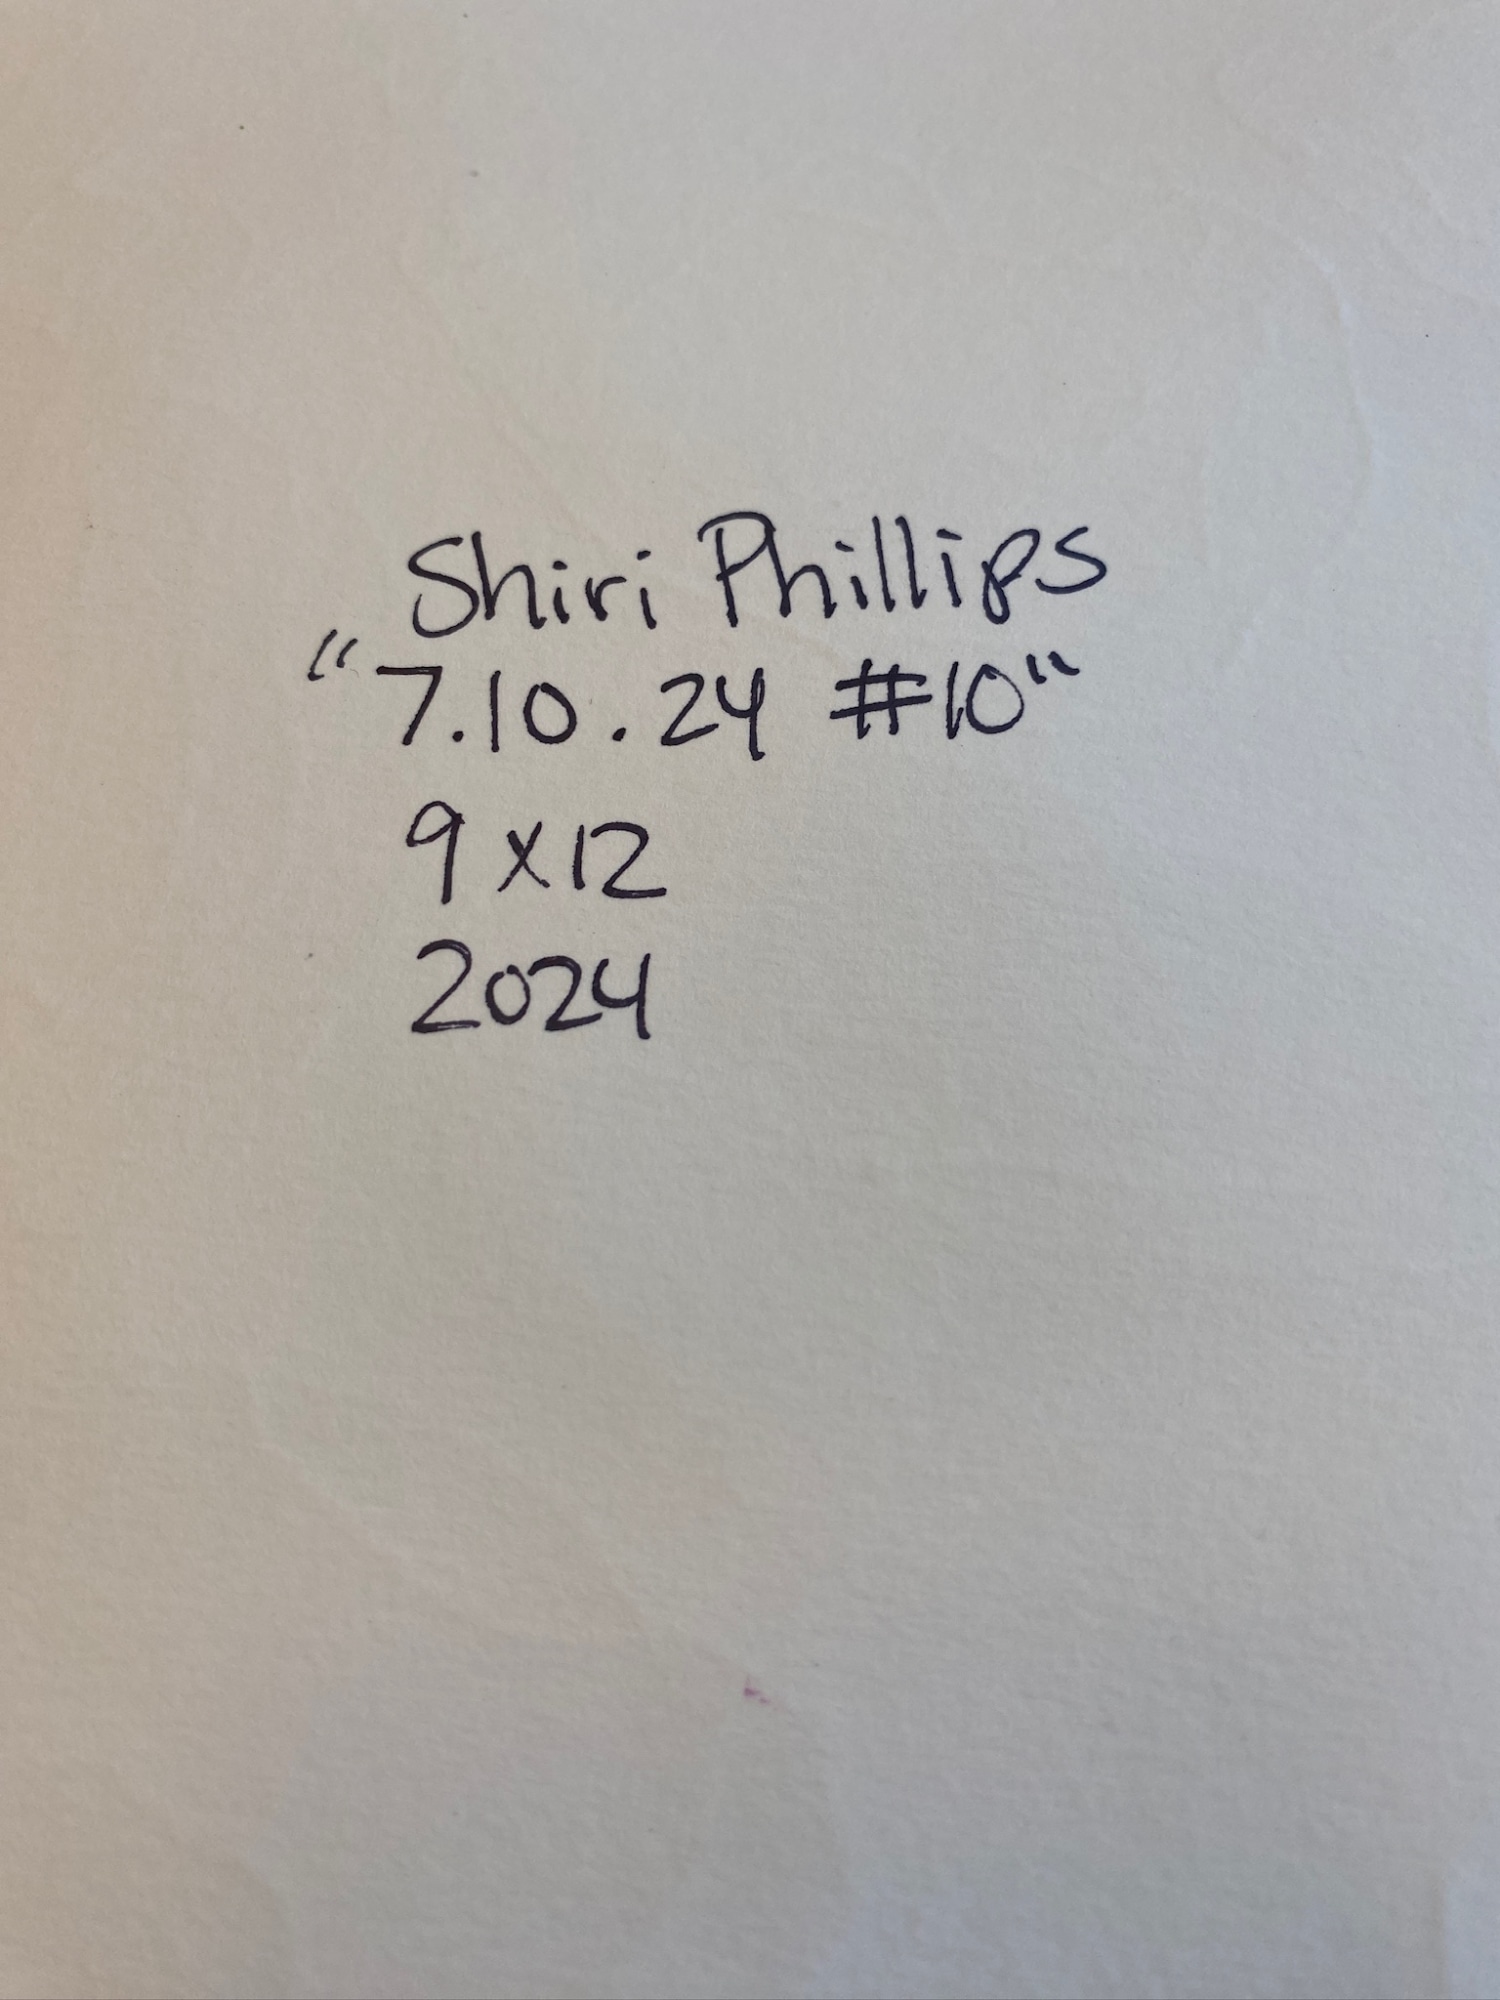 Shiri Phillips
"7.10.24 #10"
9 x 12
2024